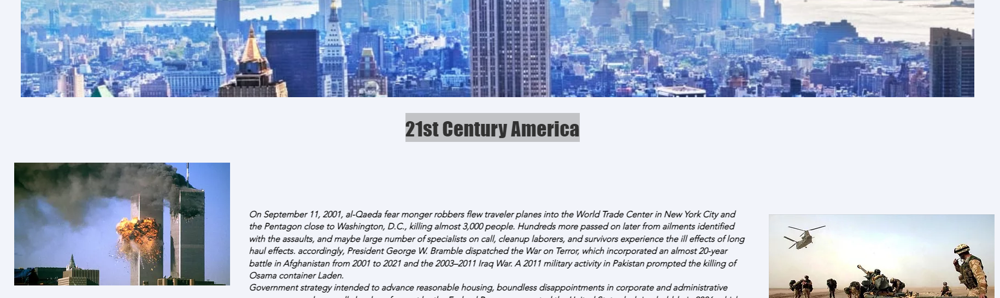 21st Century America
On September 11, 2001, al-Qaeda fear monger robbers flew traveler planes into the World Trade Center in New York City and
the Pentagon close to Washington, D.C., killing almost 3,000 people. Hundreds more passed on later from ailments identified
with the assaults, and maybe large number of specialists on call, cleanup laborers, and survivors experience the ill effects of long
haul effects. accordingly, President George W. Bramble dispatched the War on Terror, which incorporated an almost 20-year
battle in Afghanistan from 2001 to 2021 and the 2003–2011 Iraq War. A 2011 military activity in Pakistan prompted the killing of
Osama container Laden.
Government strategy intended to advance reasonable housing, boundless disappointments in corporate and administrative